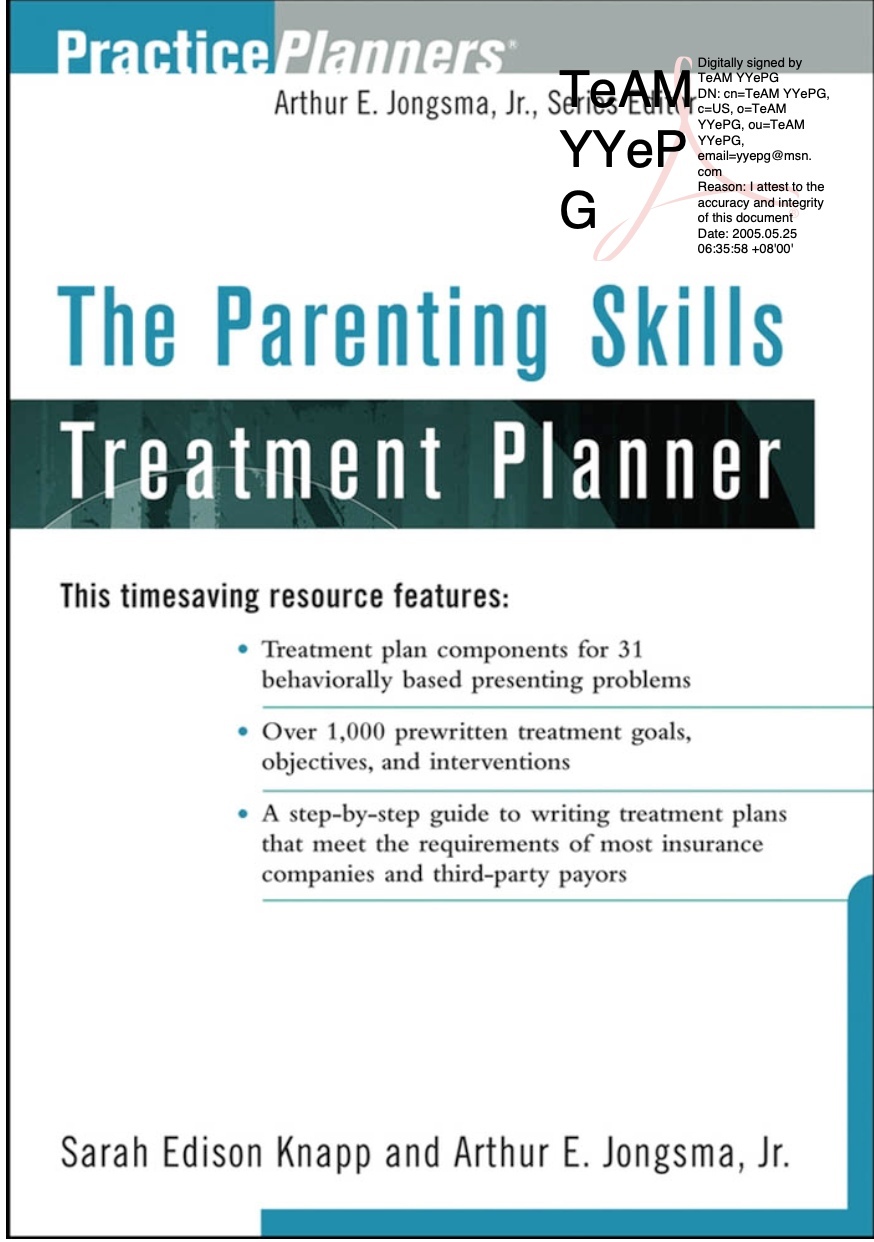 PracticePlanners®
Arthur E. Jongsma, Jr., Series Editor
TeAM
YYeP
G
Digitally signed by
TeAM YYePG
DN: cn=TeAM YYePG,
c=US, o=TeAM
YYePG, ou=TeAM
YYePG,
email=yyepg@msn.
com
Reason: I attest to the
accuracy and integrity
of this document
Date: 2005.05.25
06:35:58 +08'00'
The Parenting Skills
Treatment Planner
This timesaving resource features:
• Treatment plan components for 31
behaviorally based presenting problems
• Over 1,000 prewritten treatment goals,
objectives, and interventions
• A step-by-step guide to writing treatment plans
that meet the requirements of most insurance
companies and third-party payors
Sarah Edison Knapp and Arthur E. Jongsma, Jr.